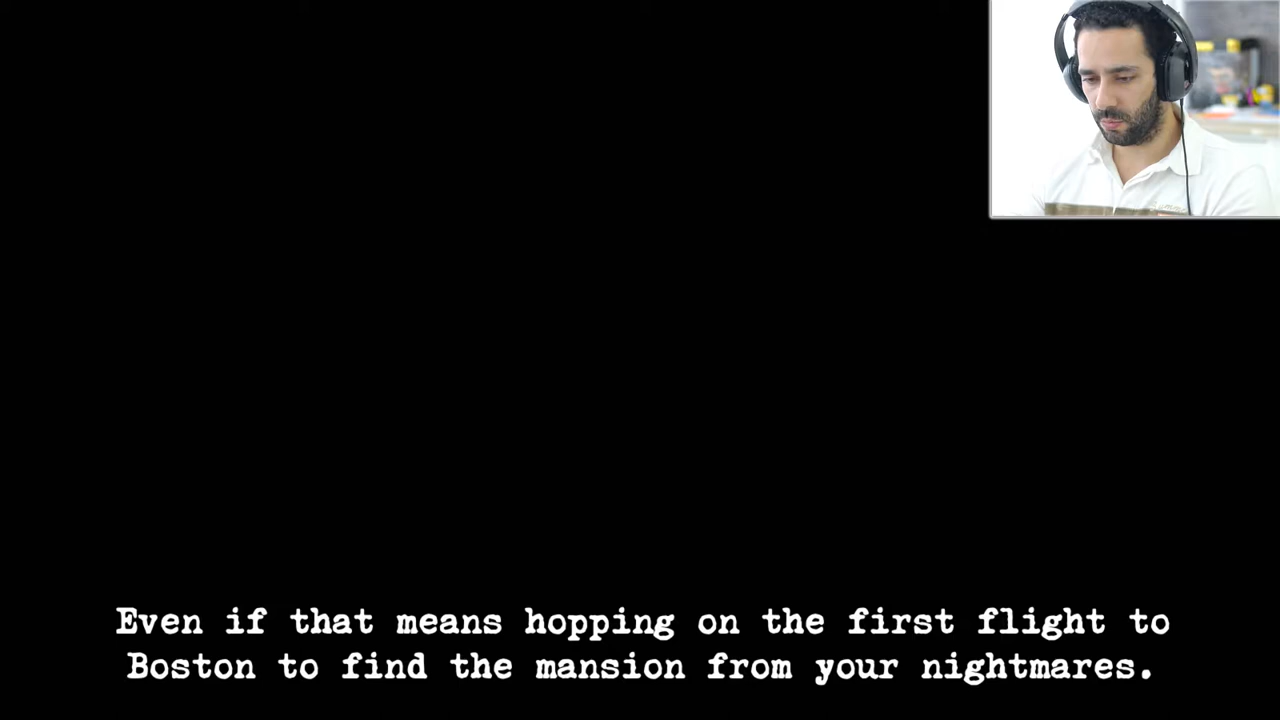 Even if that means hopping on the first flight to
Boston to find the mansion from your nightmares.